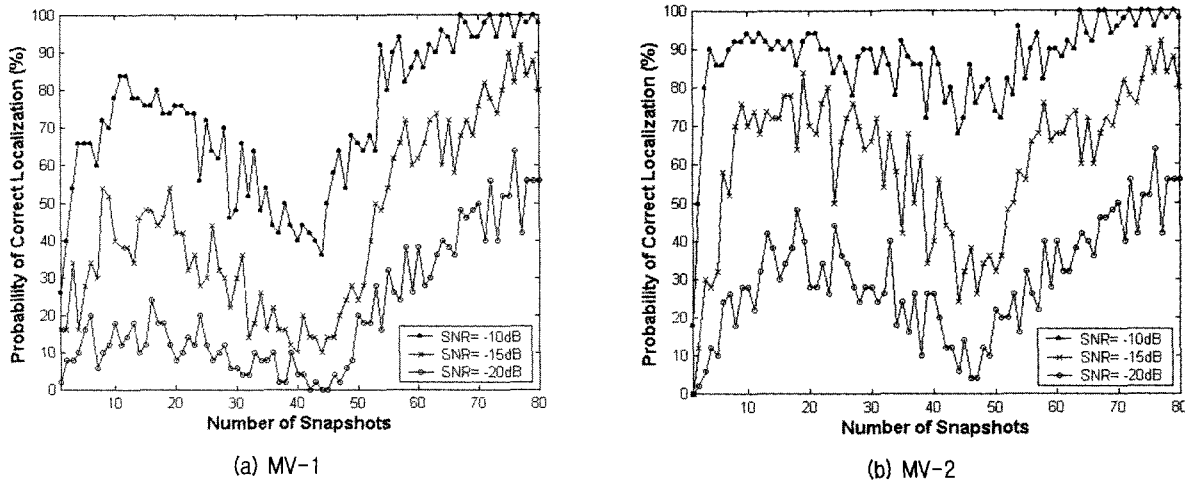 Probability of Correct Localization (%)
100
90
80
70
60
50
40
30
20
10
0
10 20 30 40 50 60 70 80
Number of Snapshots
SNR= -10dB
SNR= -15dB
SNR= -20dB
(a) MV-1
Probability of Correct Localization (%)
100
90
80
70
60
50
40
30
20
10
0
10 20 30 40 50 60 70 80
Number of Snapshots
SNR= -10dB
SNR= -15dB
SNR= -20dB
(b) MV-2